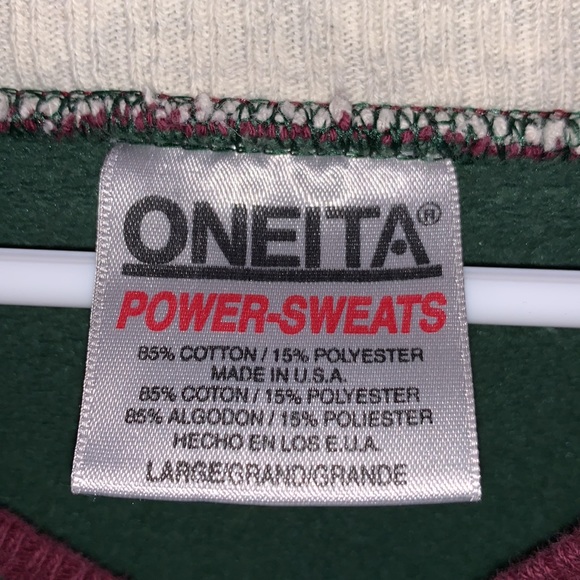 ONEITA®
POWER-SWEATS
85% COTTON / 15% POLYESTER
MADE IN U.S.A.
85% COTON / 15% POLYESTER
85% ALGODON / 15% POLIESTER
HECHO EN LOS E.U.A.
LARGE/GRAND/GRANDE